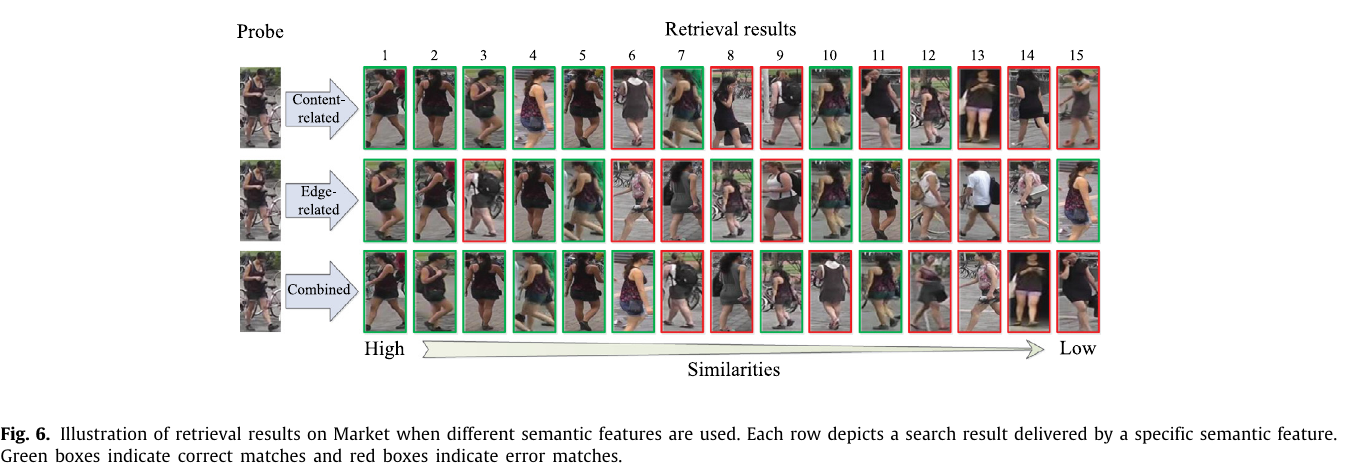 Probe
Retrieval results
1 2 3 4 5 6 7 8 9 10 11 12 13 14 15
Content-
related
Edge-
related
Combined
High
Low
Similarities
Fig. 6. Illustration of retrieval results on Market when different semantic features are used. Each row depicts a search result delivered by a specific semantic feature.
Green boxes indicate correct matches and red boxes indicate error matches.